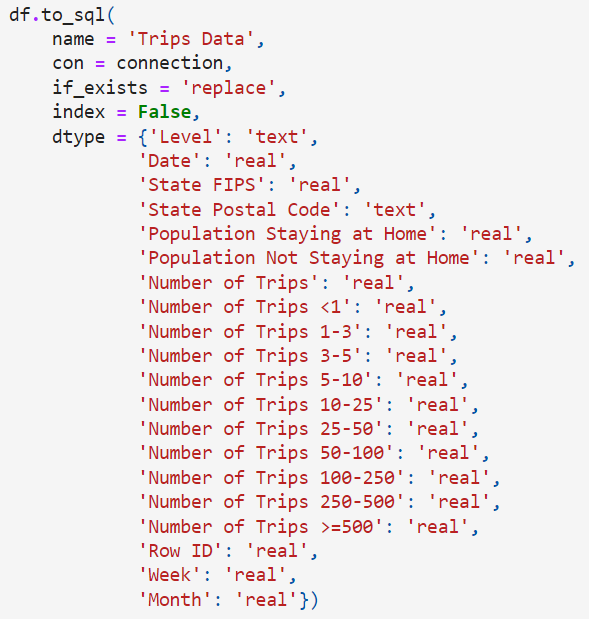 df.to_sql(
    name = 'Trips Data',
    con = connection,
    if_exists = 'replace',
    index = False,
    dtype = {'Level': 'text',
            'Date': 'real',
            'State FIPS': 'real',
            'State Postal Code': 'text',
            'Population Staying at Home': 'real',
            'Population Not Staying at Home': 'real',
            'Number of Trips': 'real',
            'Number of Trips <1': 'real',
            'Number of Trips 1-3': 'real',
            'Number of Trips 3-5': 'real',
            'Number of Trips 5-10': 'real',
            'Number of Trips 10-25': 'real',
            'Number of Trips 25-50': 'real',
            'Number of Trips 50-100': 'real',
            'Number of Trips 100-250': 'real',
            'Number of Trips 250-500': 'real',
            'Number of Trips >=500': 'real',
            'Row ID': 'real',
            'Week': 'real',
            'Month': 'real'})